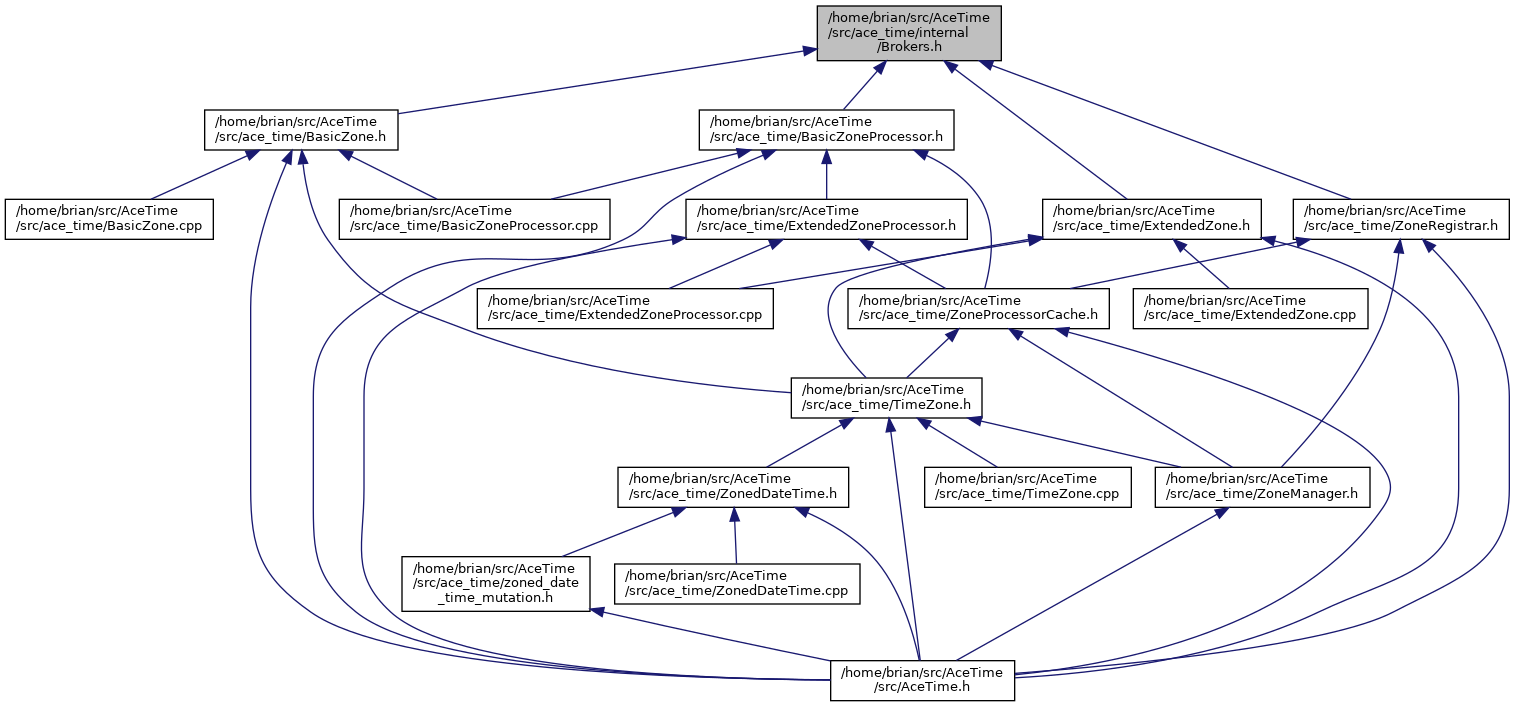 /home/brian/src/AceTime
/src/ace_time/internal
/Brokers.h
/home/brian/src/AceTime
/src/ace_time/BasicZone.h
/home/brian/src/AceTime
/src/ace_time/BasicZoneProcessor.h
/home/brian/src/AceTime
/src/ace_time/BasicZone.cpp
/home/brian/src/AceTime
/src/ace_time/BasicZoneProcessor.cpp
/home/brian/src/AceTime
/src/ace_time/ExtendedZoneProcessor.h
/home/brian/src/AceTime
/src/ace_time/ExtendedZone.h
/home/brian/src/AceTime
/src/ace_time/ZoneRegistrar.h
/home/brian/src/AceTime
/src/ace_time/ExtendedZoneProcessor.cpp
/home/brian/src/AceTime
/src/ace_time/ZoneProcessorCache.h
/home/brian/src/AceTime
/src/ace_time/ExtendedZone.cpp
/home/brian/src/AceTime
/src/ace_time/TimeZone.h
/home/brian/src/AceTime
/src/ace_time/ZonedDateTime.h
/home/brian/src/AceTime
/src/ace_time/TimeZone.cpp
/home/brian/src/AceTime
/src/ace_time/ZoneManager.h
/home/brian/src/AceTime
/src/ace_time/zoned_date
_time_mutation.h
/home/brian/src/AceTime
/src/ace_time/ZonedDateTime.cpp
/home/brian/src/AceTime
/src/AceTime.h